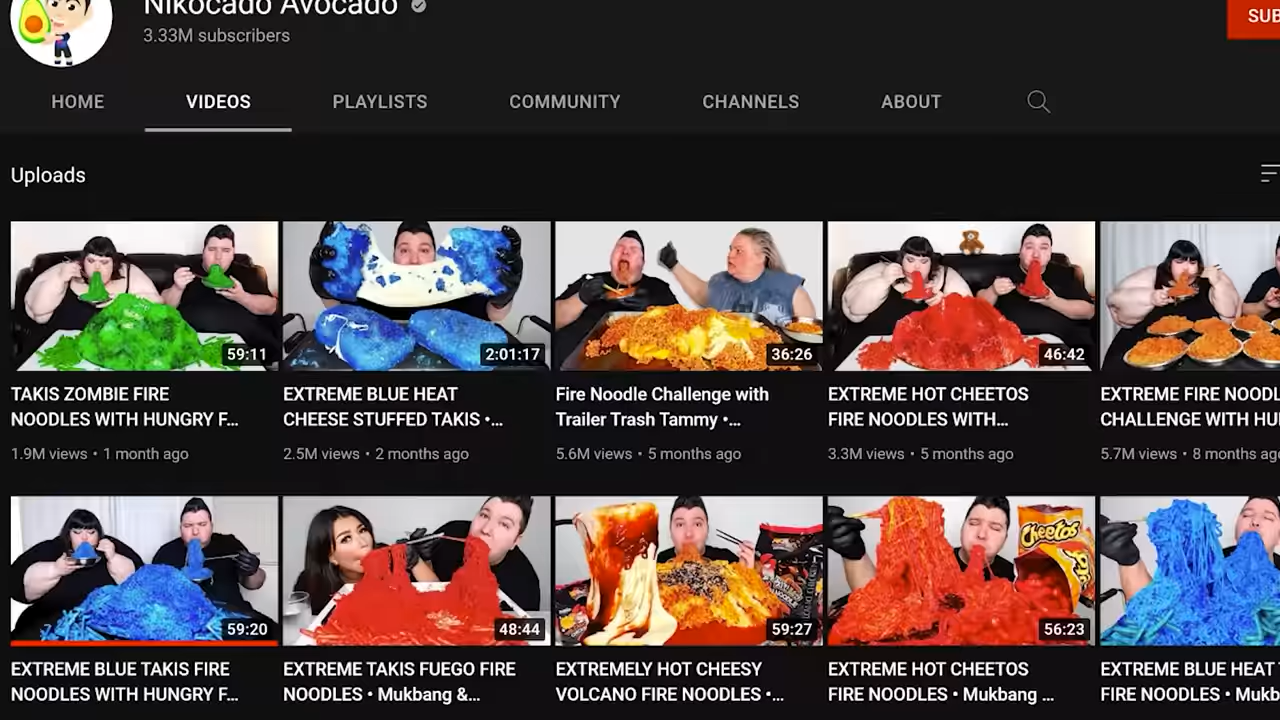 Nikocado Avocado
3.33M subscribers
SUB
HOME VIDEOS PLAYLISTS COMMUNITY CHANNELS ABOUT
Uploads
59:11 2:01:17 36:26 46:42
TAKIS ZOMBIE FIRE EXTREME BLUE HEAT Fire Noodle Challenge with EXTREME HOT CHEETOS EXTREME FIRE NOODL
NOODLES WITH HUNGRY F... CHEESE STUFFED TAKIS •... Trailer Trash Tammy •... FIRE NOODLES WITH... CHALLENGE WITH HU
1.9M views • 1 month ago 2.5M views • 2 months ago 5.6M views • 5 months ago 3.3M views • 5 months ago 5.7M views • 8 months ag
Cheetos
59:20 48:44 59:27 56:23
EXTREME BLUE TAKIS FIRE EXTREME TAKIS FUEGO FIRE EXTREMELY HOT CHEESY EXTREME HOT CHEETOS EXTREME BLUE HEAT
NOODLES WITH HUNGRY F... NOODLES • Mukbang &... VOLCANO FIRE NOODLES •... FIRE NOODLES • Mukbang ... FIRE NOODLES • Mukb